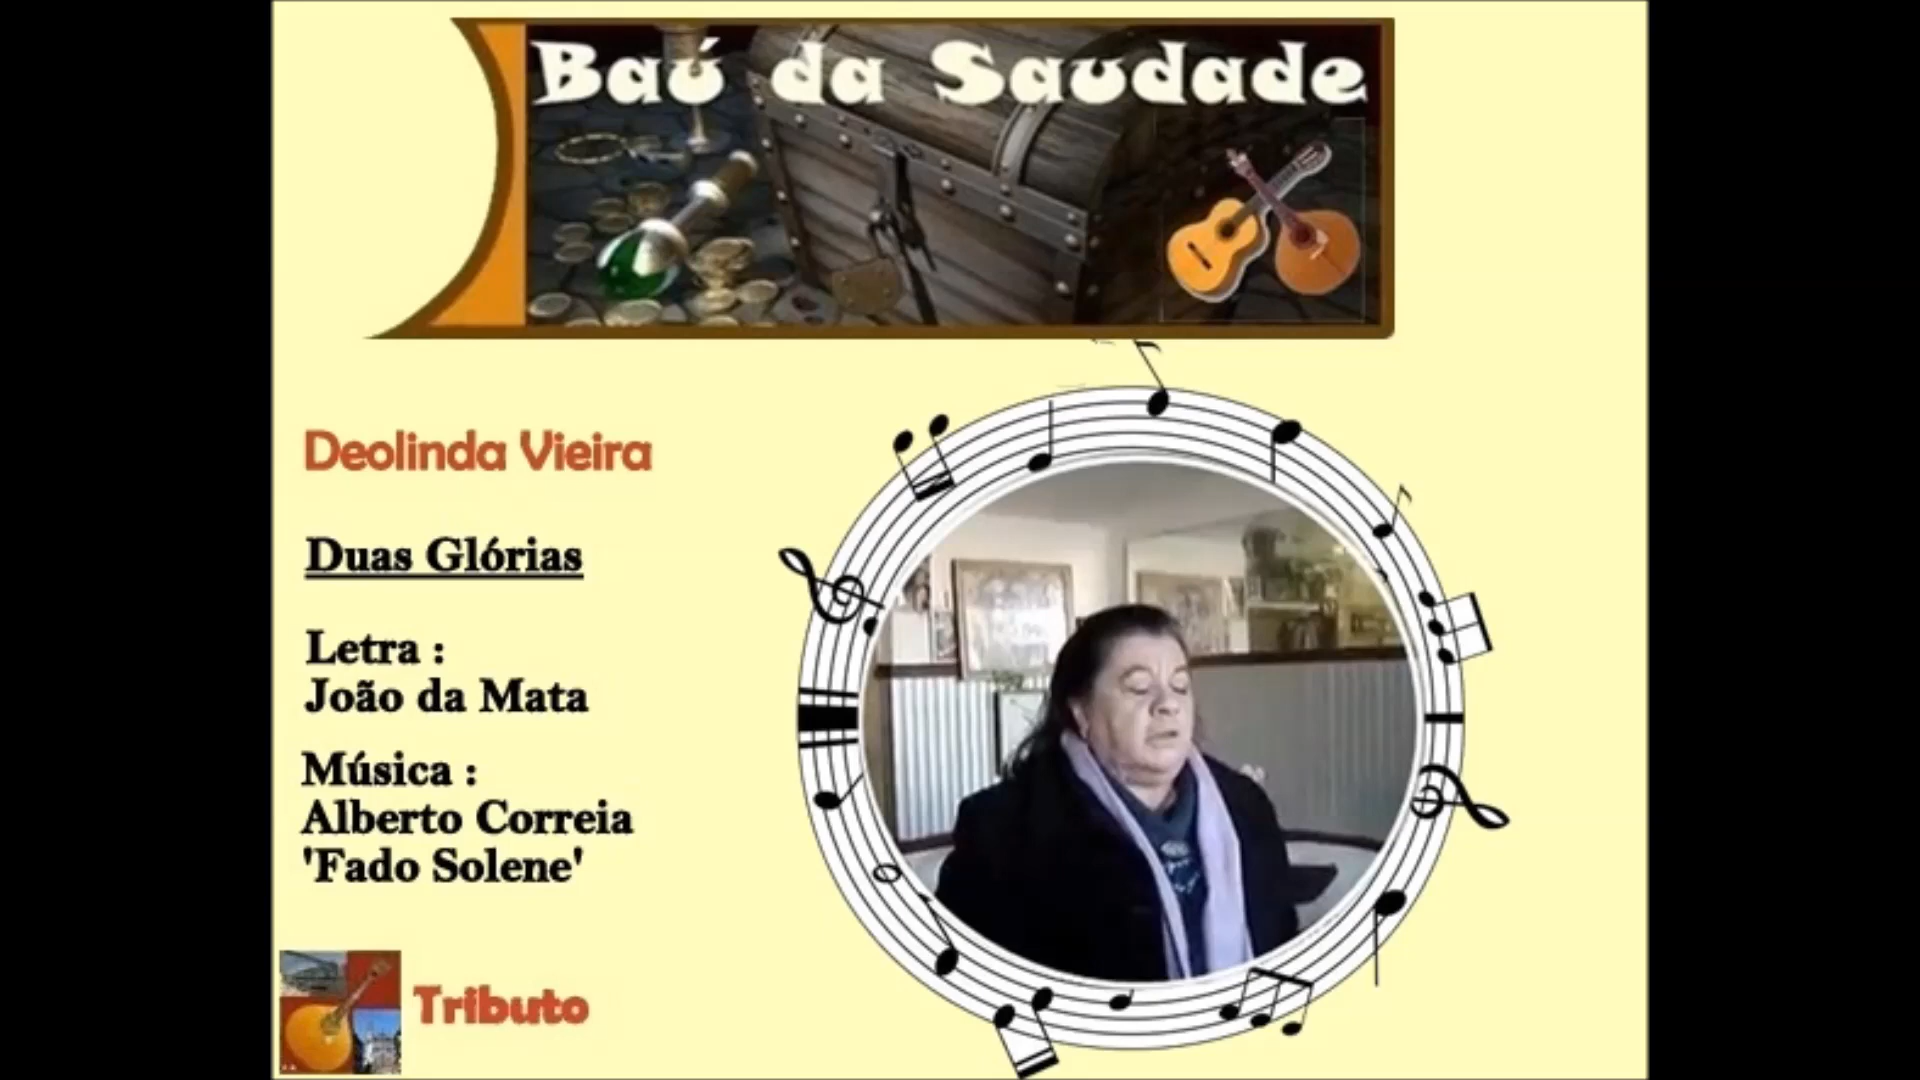 Baú da Saudade
Deolinda Vieira
Duas Glórias
Letra :
João da Mata
Música :
Alberto Correia
'Fado Solene'
Tributo